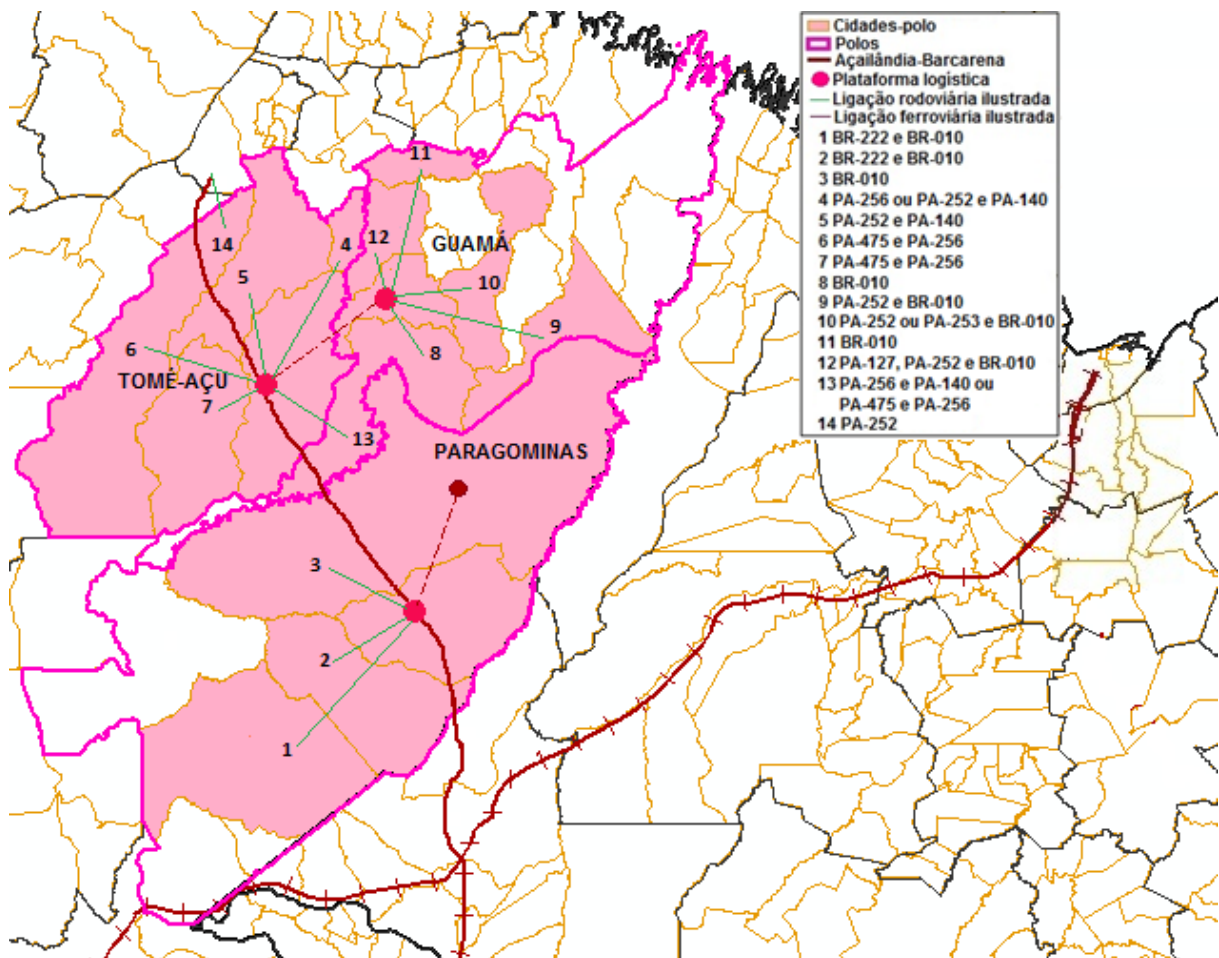 Cidades-polo
Polos
Açailândia-Barcarena
Plataforma logística
Ligação rodoviária ilustrada
Ligação ferroviária ilustrada
1 BR-222 e BR-010
2 BR-222 e BR-010
3 BR-010
4 PA-256 ou PA-252 e PA-140
5 PA-252 e PA-140
6 PA-475 e PA-256
7 PA-475 e PA-256
8 BR-010
9 PA-252 e BR-010
10 PA-252 ou PA-253 e BR-010
11 BR-010
12 PA-127, PA-252 e BR-010
13 PA-256 e PA-140 ou
PA-475 e PA-256
14 PA-252
11
14
12
4
GUAMÁ
5
10
9
6
8
TOMÉ-AÇU
7
13
PARAGOMINAS
3
2
1